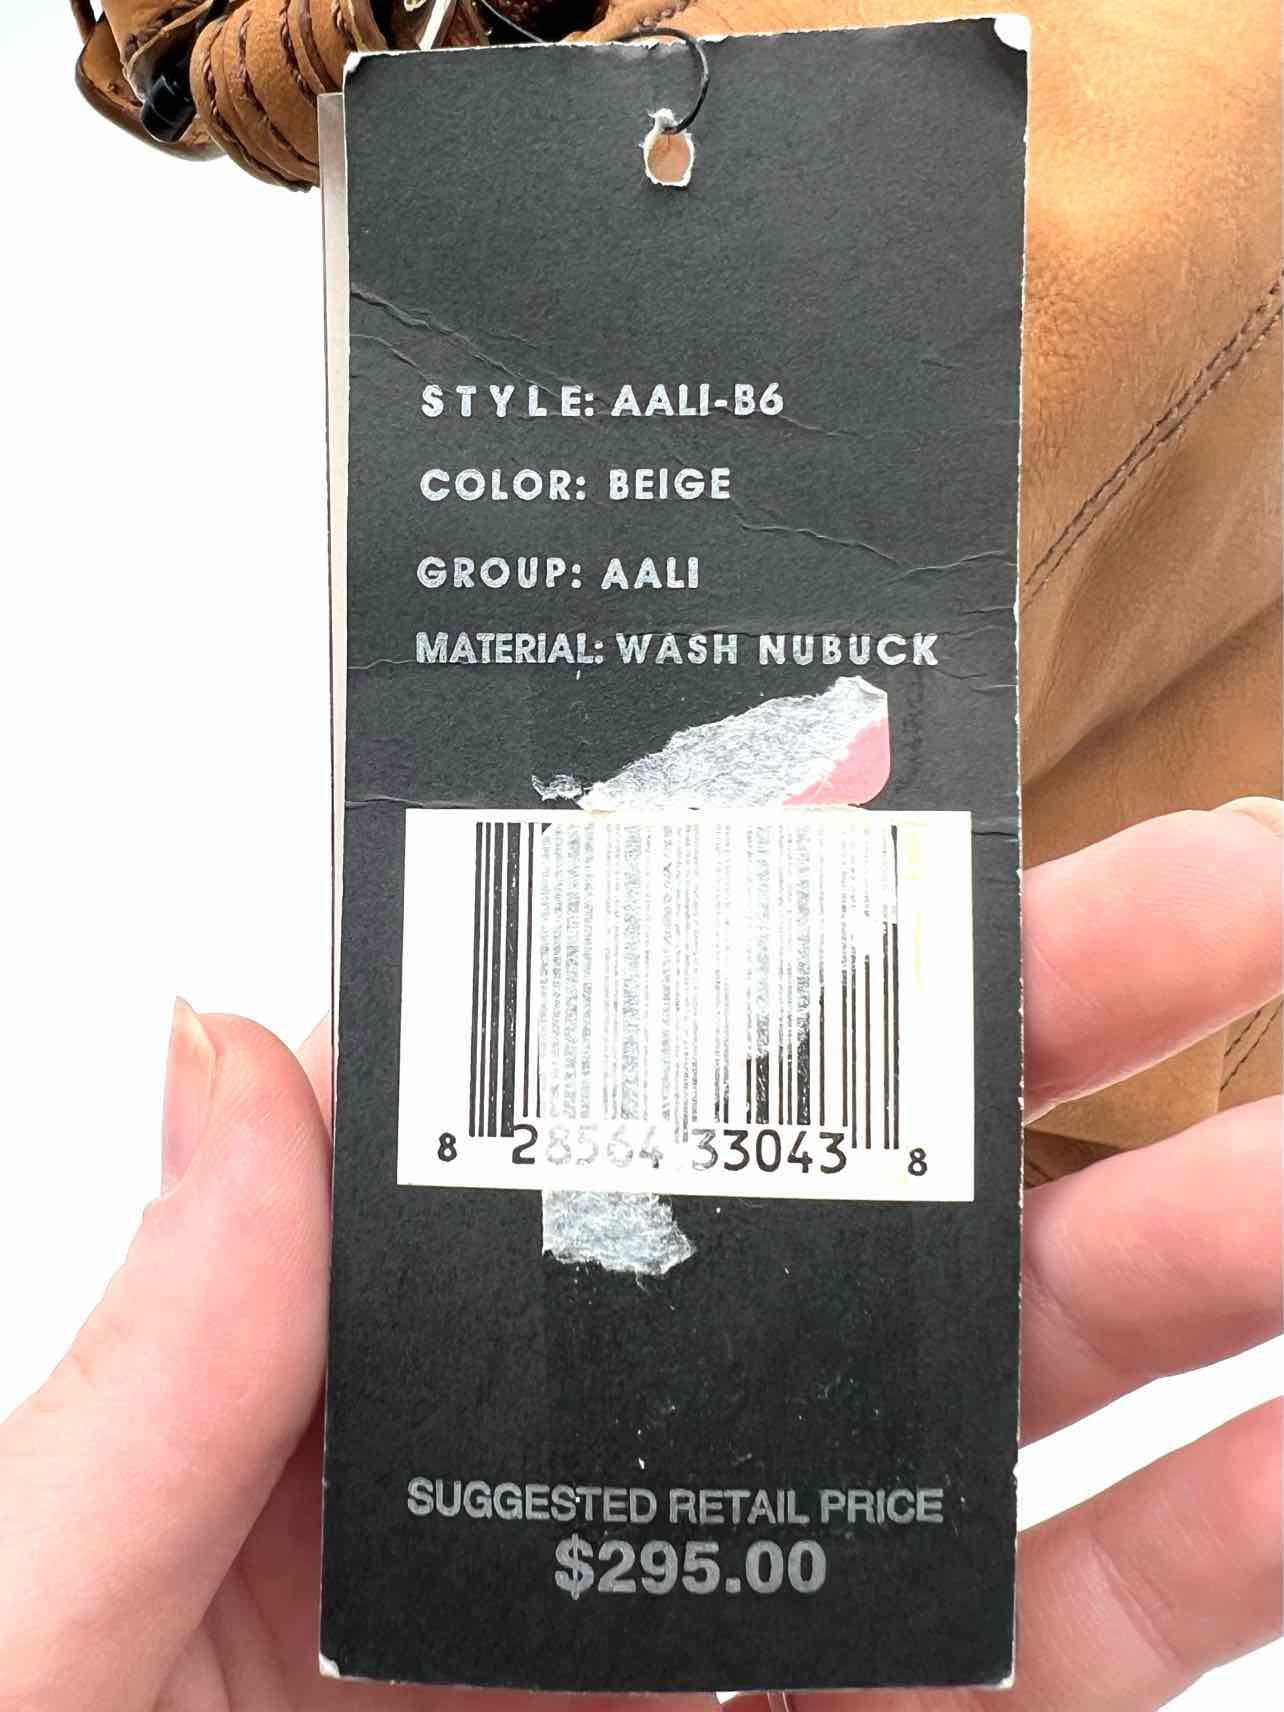 STYLE: AALI-B6
COLOR: BEIGE
GROUP: AALI
MATERIAL: WASH NUBUCK
8 28564 33043 8
SUGGESTED RETAIL PRICE
$295.00